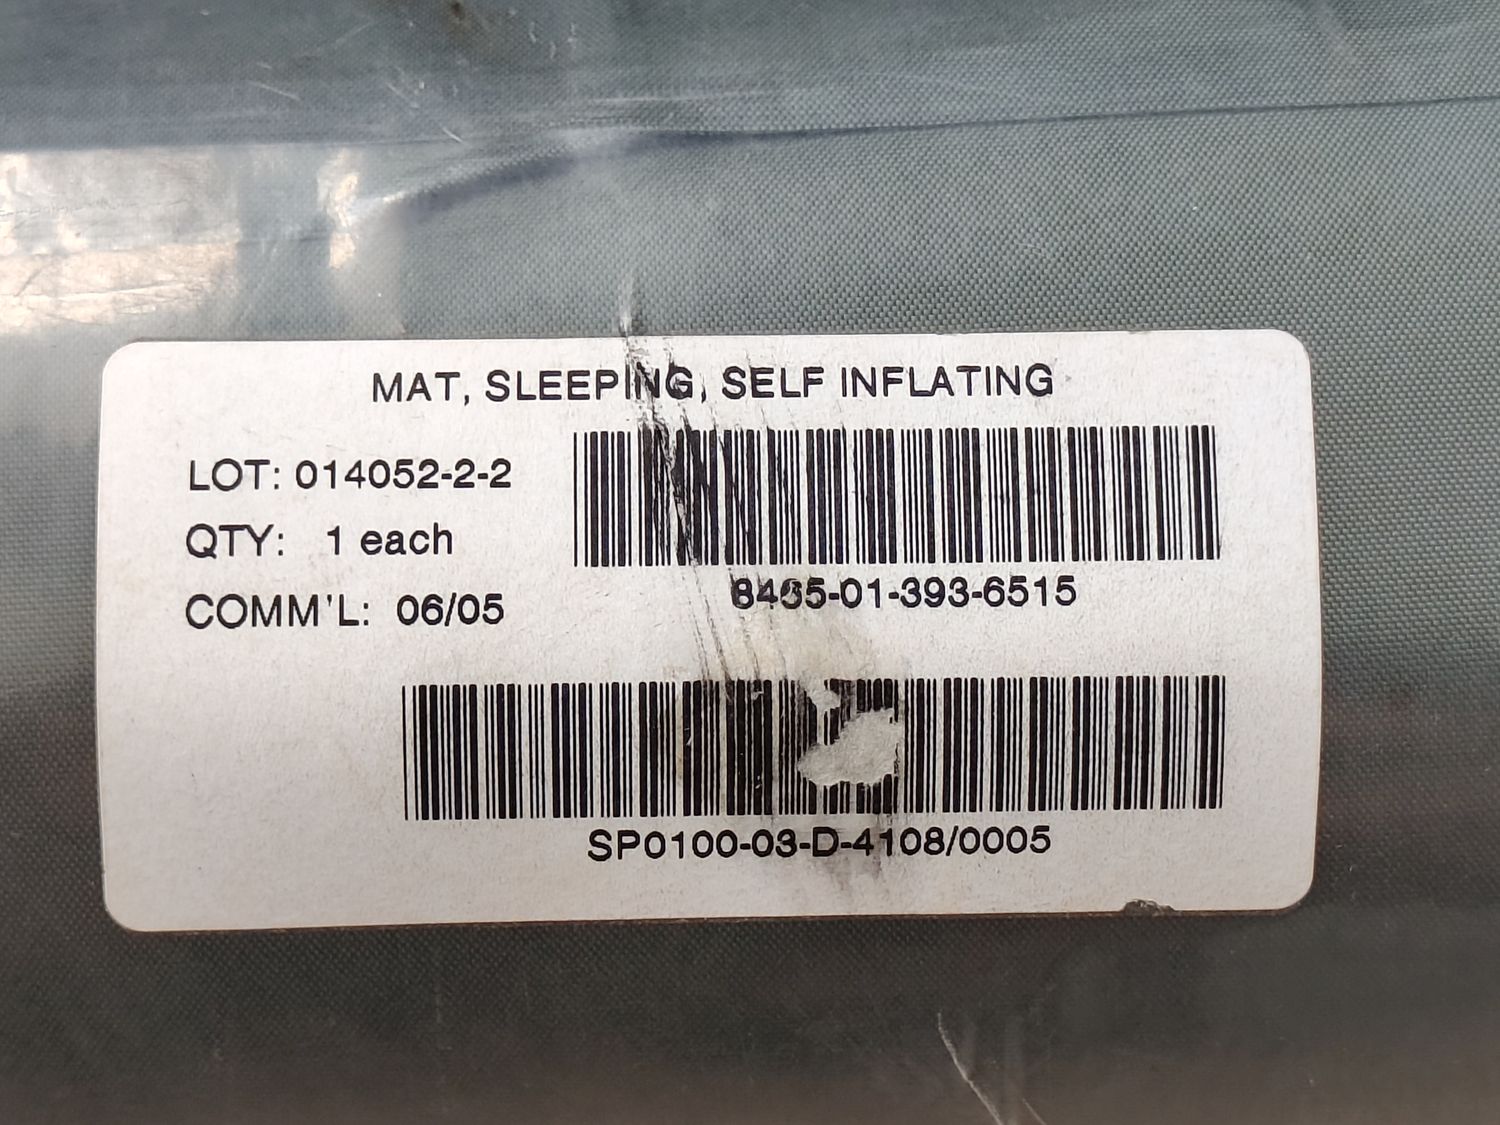 MAT, SLEEPING, SELF INFLATING
LOT: 014052-2-2
QTY: 1 each
COMM'L: 06/05
8465-01-393-6515
SP0100-03-D-4108/0005